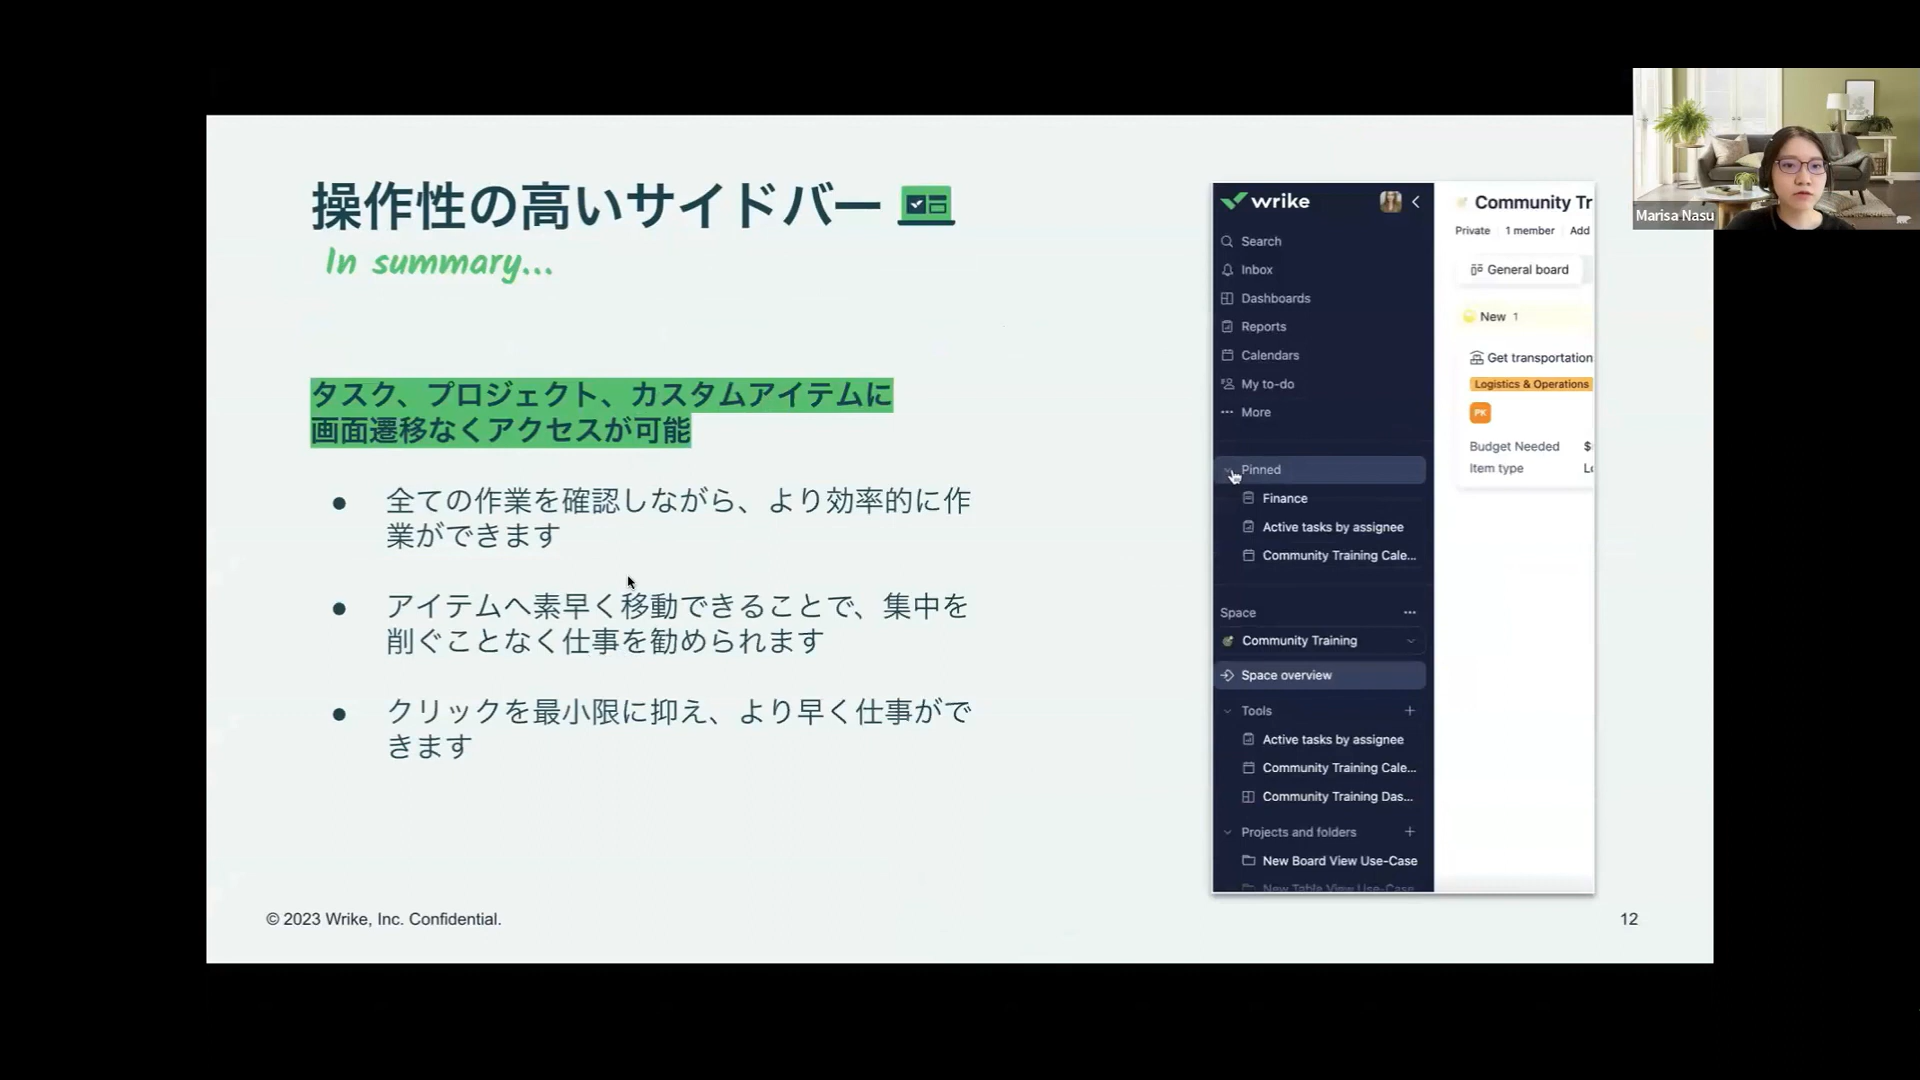 操作性の高いサイドバー
In summary...
タスク、プロジェクト、カスタムアイテムに
画面遷移なくアクセスが可能
● 全ての作業を確認しながら、より効率的に作
業ができます
● アイテムへ素早く移動できることで、集中を
削ぐことなく仕事を勧められます
● クリックを最小限に抑え、より早く仕事がで
きます
© 2023 Wrike, Inc. Confidential.
12
wrike
Search
Inbox
Dashboards
Reports
Calendars
My to-do
More
Pinned
Finance
Active tasks by assignee
Community Training Cale...
Space
Community Training
Space overview
Tools
Active tasks by assignee
Community Training Cale...
Community Training Das...
Projects and folders
New Board View Use-Case
New Table View Use-Case
Community Tr
Private 1 member Add
General board
New 1
Get transportation
Logistics & Operations
PK
Budget Needed $
Item type Lo
Marisa Nasu